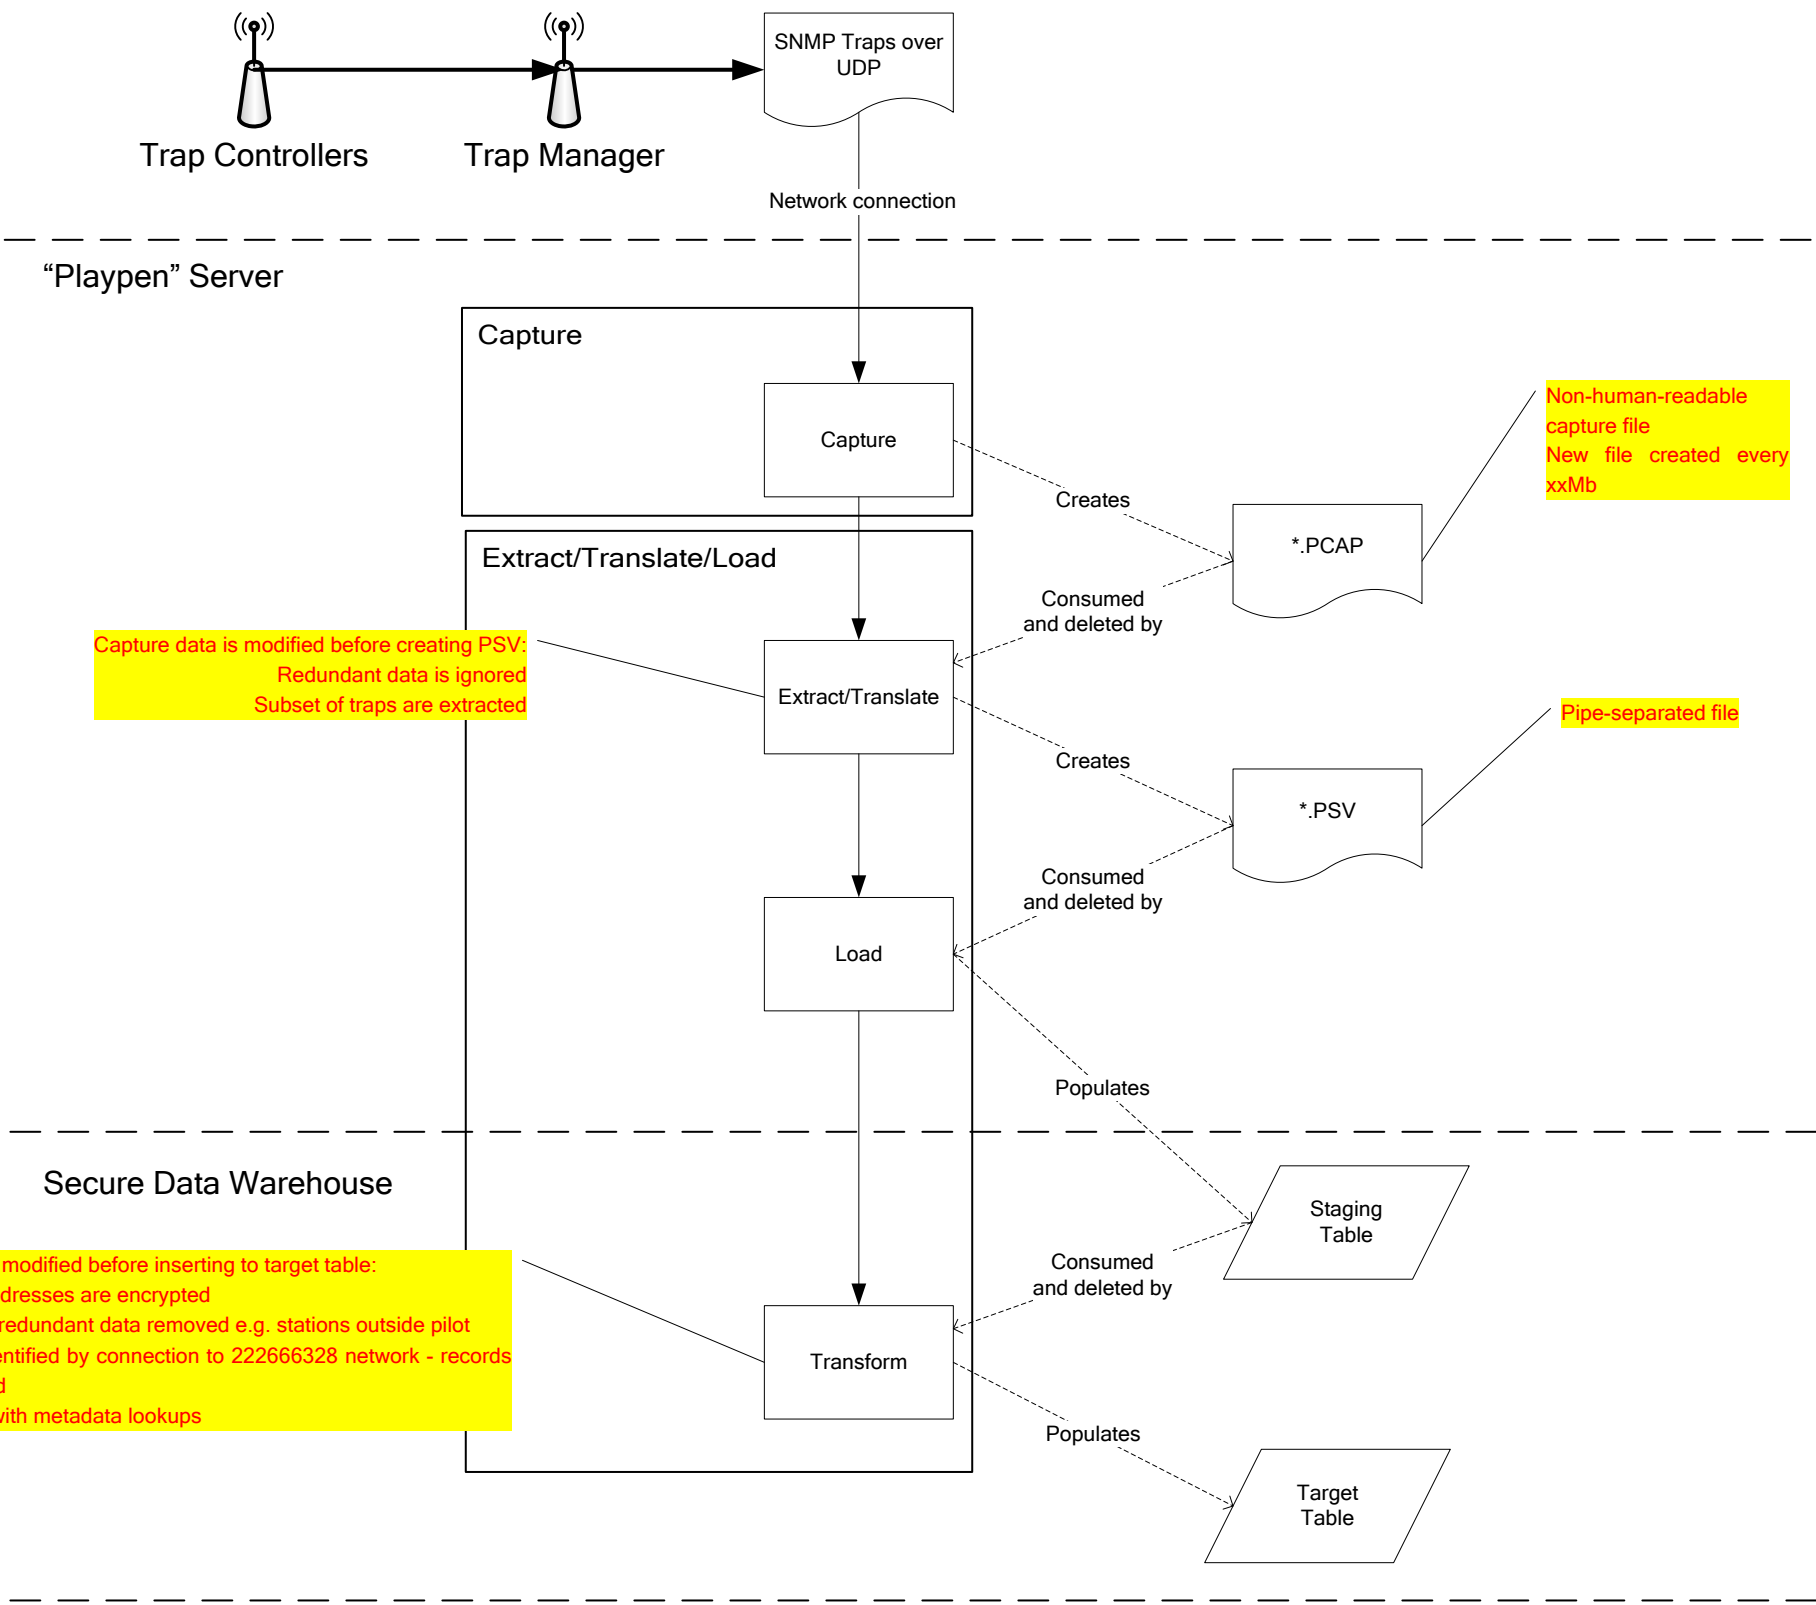 SNMP Traps over
UDP
Trap Controllers
Trap Manager
Network connection
“Playpen” Server
Capture
Capture
Non-human-readable
capture file
New file created every
xxMb
Creates
*.PCAP
Extract/Translate/Load
Consumed
and deleted by
Capture data is modified before creating PSV:
Redundant data is ignored
Subset of traps are extracted
Extract/Translate
Pipe-separated file
Creates
*.PSV
Consumed
and deleted by
Load
Populates
Secure Data Warehouse
Staging
Table
modified before inserting to target table:
are encrypted
redundant data removed e.g. stations outside pilot
by connection to 222666328 network - records
with metadata lookups
Consumed
and deleted by
Transform
Populates
Target
Table